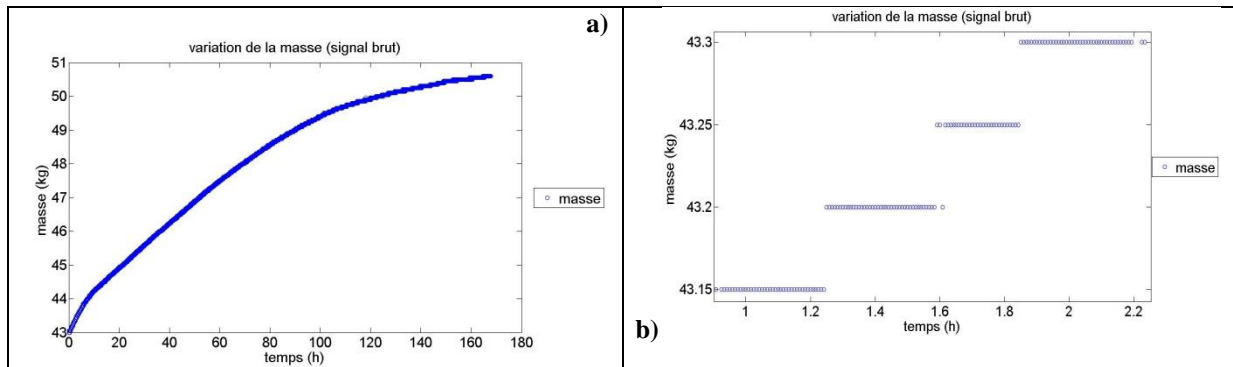 a)
variation de la masse (signal brut)
51
50
49
48
47
46
45
44
43
masse (kg)
0 20 40 60 80 100 120 140 160 180
temps (h)
masse
variation de la masse (signal brut)
43.3
43.25
43.2
43.15
masse (kg)
1 1.2 1.4 1.6 1.8 2 2.2
temps (h)
masse
b)